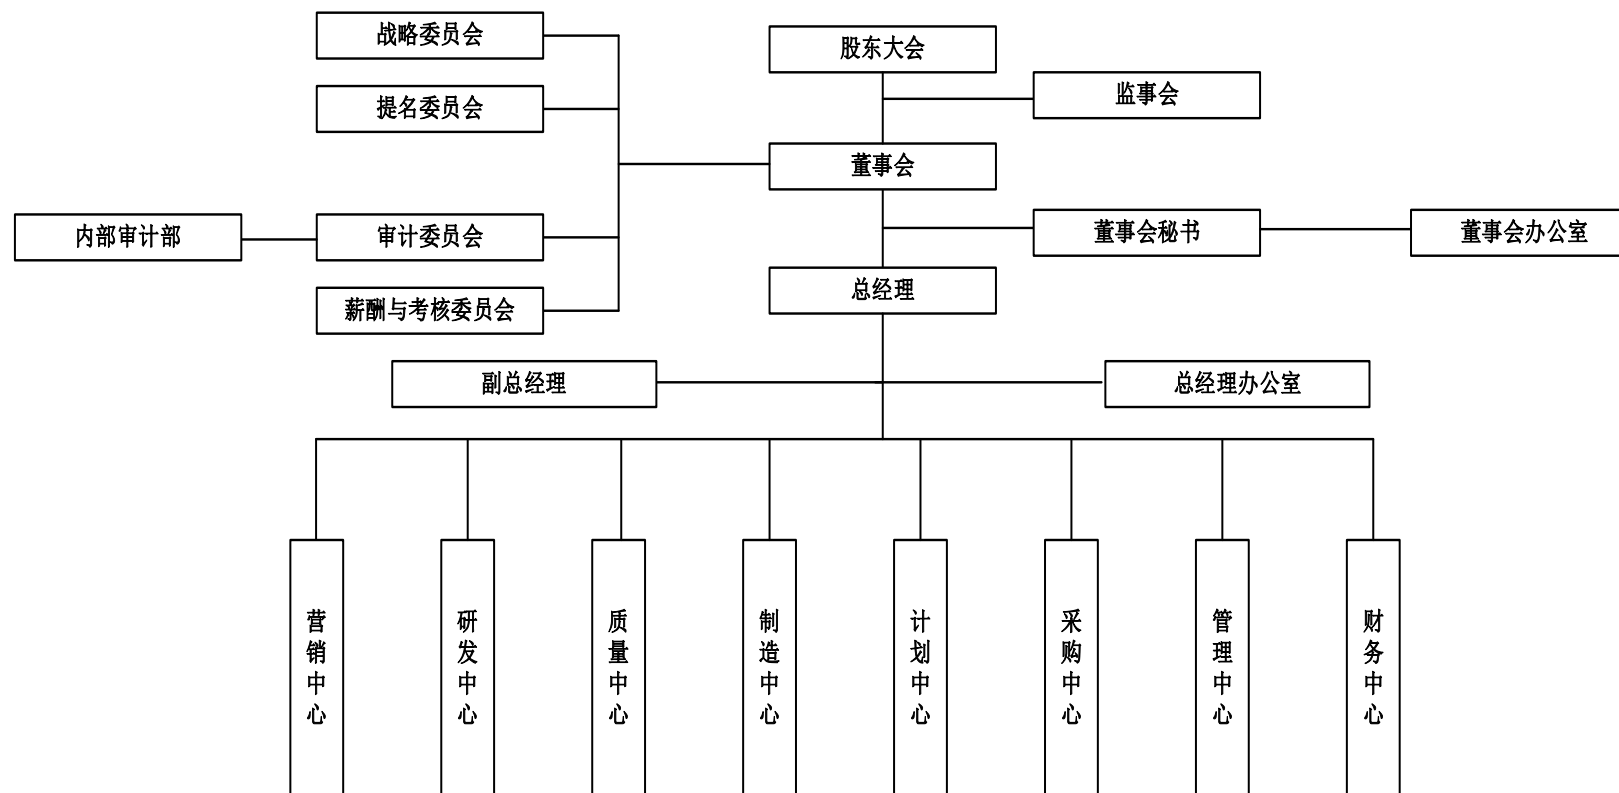 战略委员会
股东大会
监事会
提名委员会
董事会
内部审计部
审计委员会
董事会秘书
董事会办公室
总经理
薪酬与考核委员会
副总经理
总经理办公室
营销中心
研发中心
质量中心
制造中心
计划中心
采购中心
管理中心
财务中心